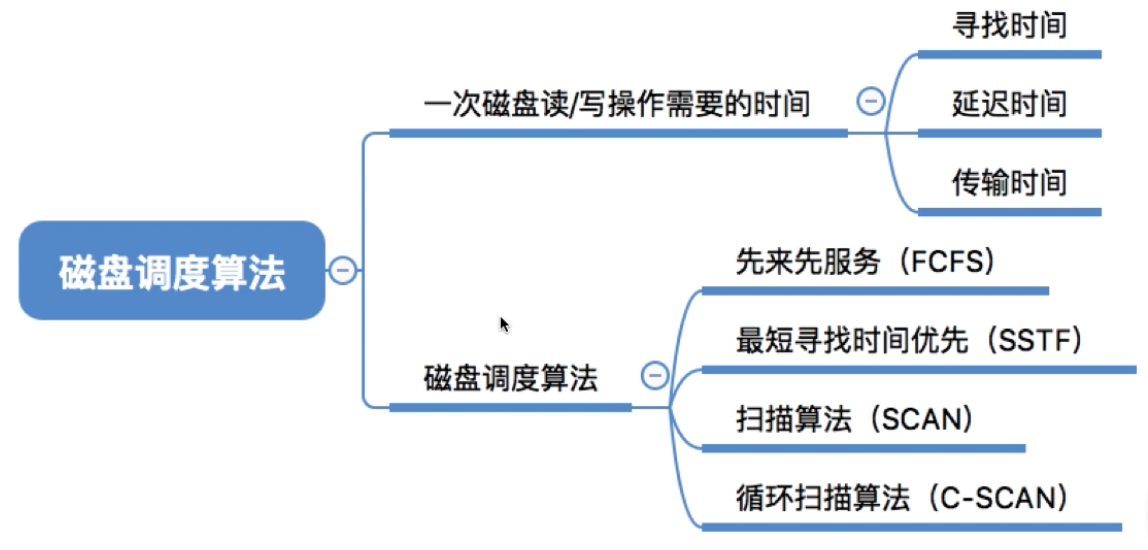 磁盘调度算法
一次磁盘读/写操作需要的时间
寻找时间
延迟时间
传输时间
磁盘调度算法
先来先服务（FCFS）
最短寻找时间优先（SSTF）
扫描算法（SCAN）
循环扫描算法（C-SCAN）